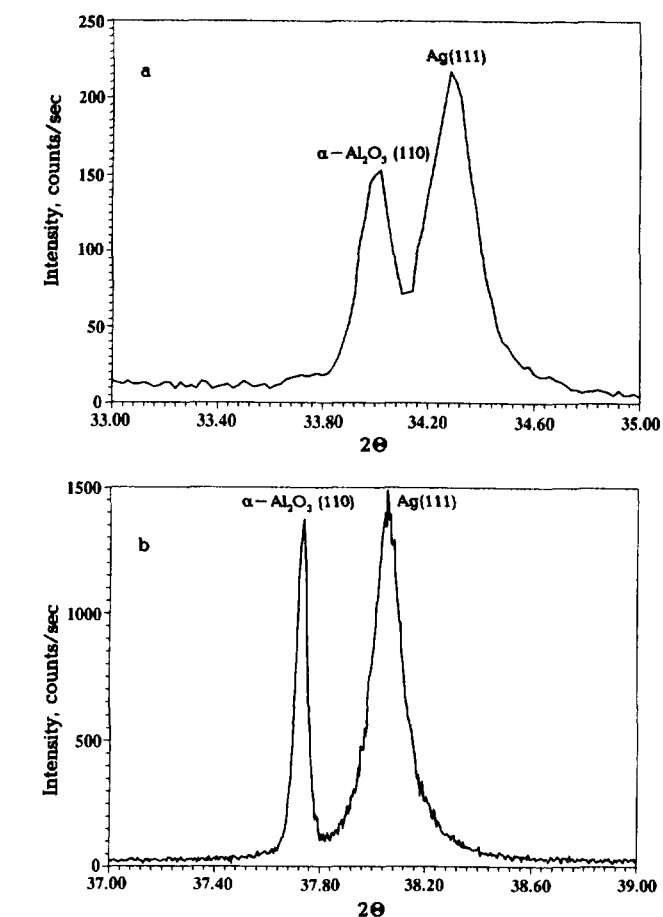 250
Ag(111)
a
200
α−Al₂O₃ (110)
150
Intensity, counts/sec
100
50
0
33.00 33.40 33.80 34.20 34.60 35.00
2Θ
1500
α−Al₂O₃ (110) Ag(111)
b
1000
Intensity, counts/sec
500
0
37.00 37.40 37.80 38.20 38.60 39.00
2Θ